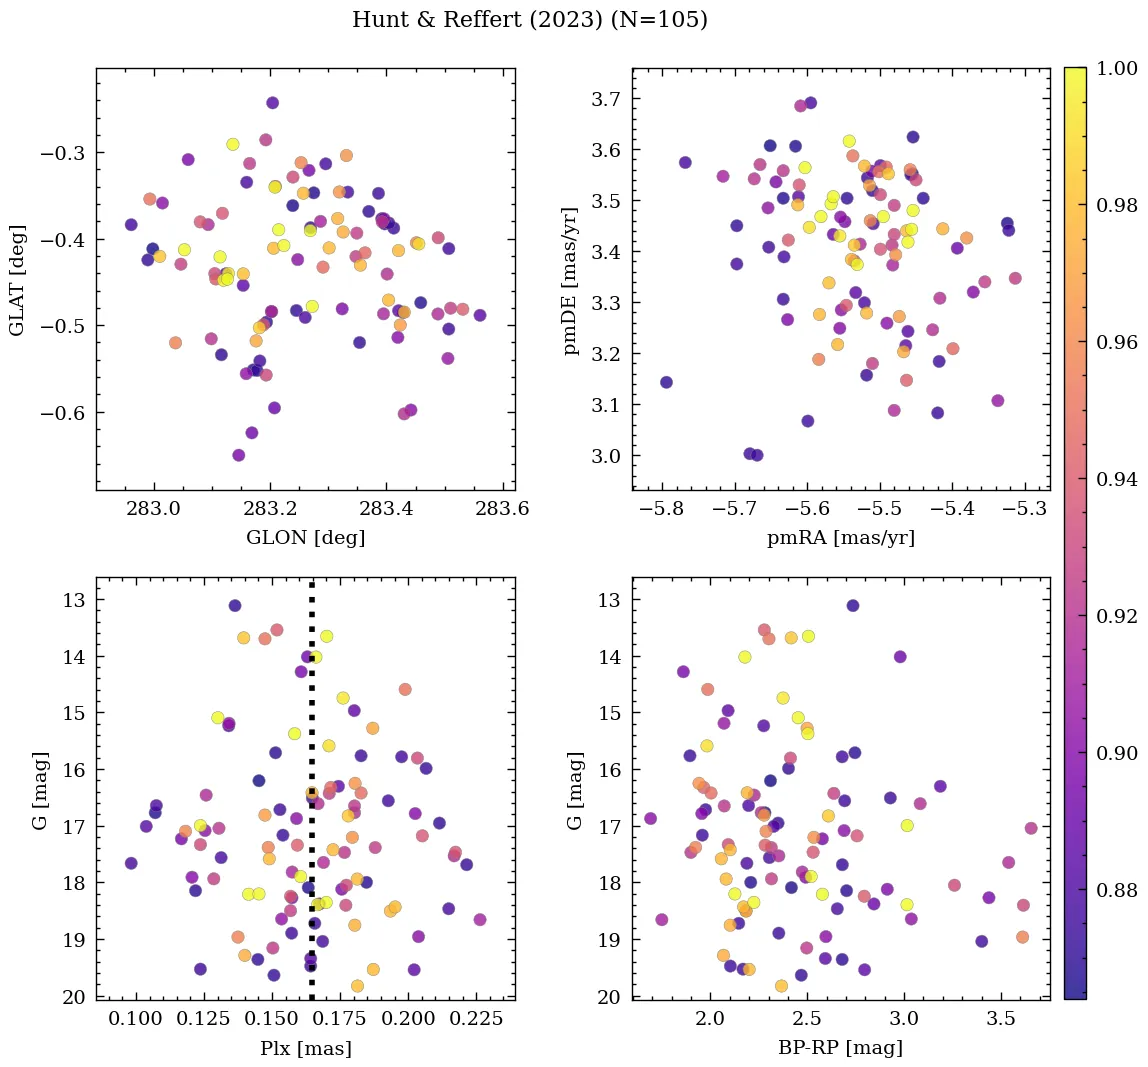 Hunt & Reffert (2023) (N=105)
−0.3
−0.4
−0.5
−0.6
GLAT [deg]
283.0 283.2 283.4 283.6
GLON [deg]
3.7
3.6
3.5
3.4
3.3
3.2
3.1
3.0
pmDE [mas/yr]
−5.8 −5.7 −5.6 −5.5 −5.4 −5.3
pmRA [mas/yr]
13
14
15
16
17
18
19
20
G [mag]
0.100 0.125 0.150 0.175 0.200 0.225
Plx [mas]
13
14
15
16
17
18
19
20
G [mag]
2.0 2.5 3.0 3.5
BP-RP [mag]
1.00
0.98
0.96
0.94
0.92
0.90
0.88